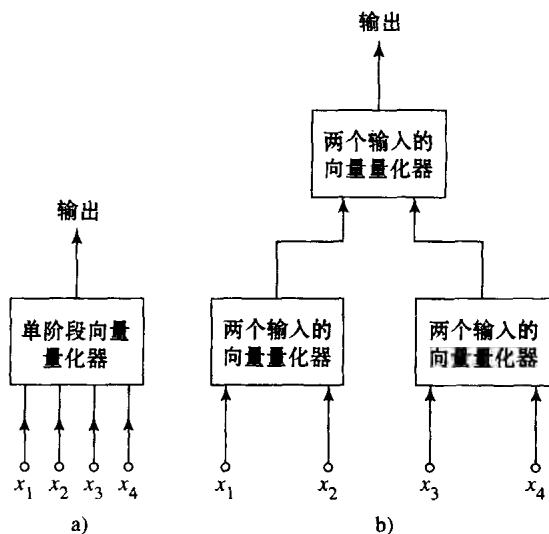 输出
单阶段向量
量化器
x1 x2 x3 x4
a)
输出
两个输入的
向量量化器
两个输入的
向量量化器
两个输入的
向量量化器
x1 x2 x3 x4
b)